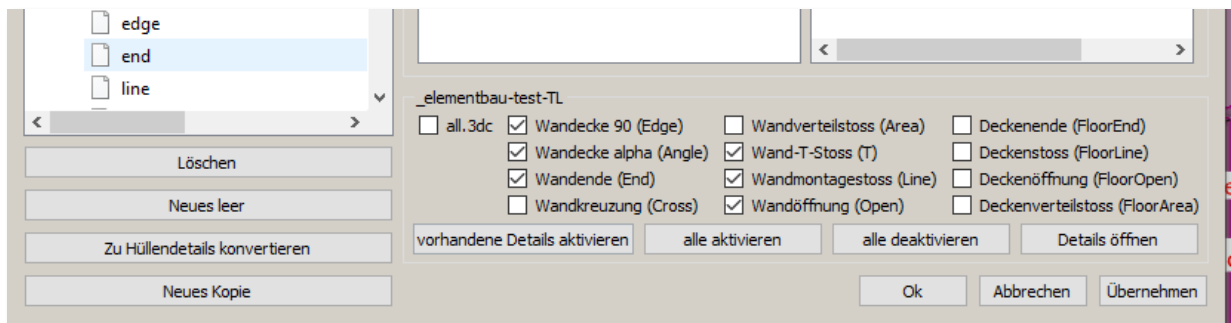 edge
end
line
_elementbau-test-TL
all.3dc
Wandecke 90 (Edge)
Wandverteilstoss (Area)
Deckenende (FloorEnd)
Wandecke alpha (Angle)
Wand-T-Stoss (T)
Deckenstoss (FloorLine)
Wandende (End)
Wandmontagestoss (Line)
Deckenöffnung (FloorOpen)
Wandkreuzung (Cross)
Wandöffnung (Open)
Deckenverteilstoss (FloorArea)
Löschen
Neues leer
Zu Hüllendetails konvertieren
Neues Kopie
vorhandene Details aktivieren
alle aktivieren
alle deaktivieren
Details öffnen
Ok
Abbrechen
Übernehmen